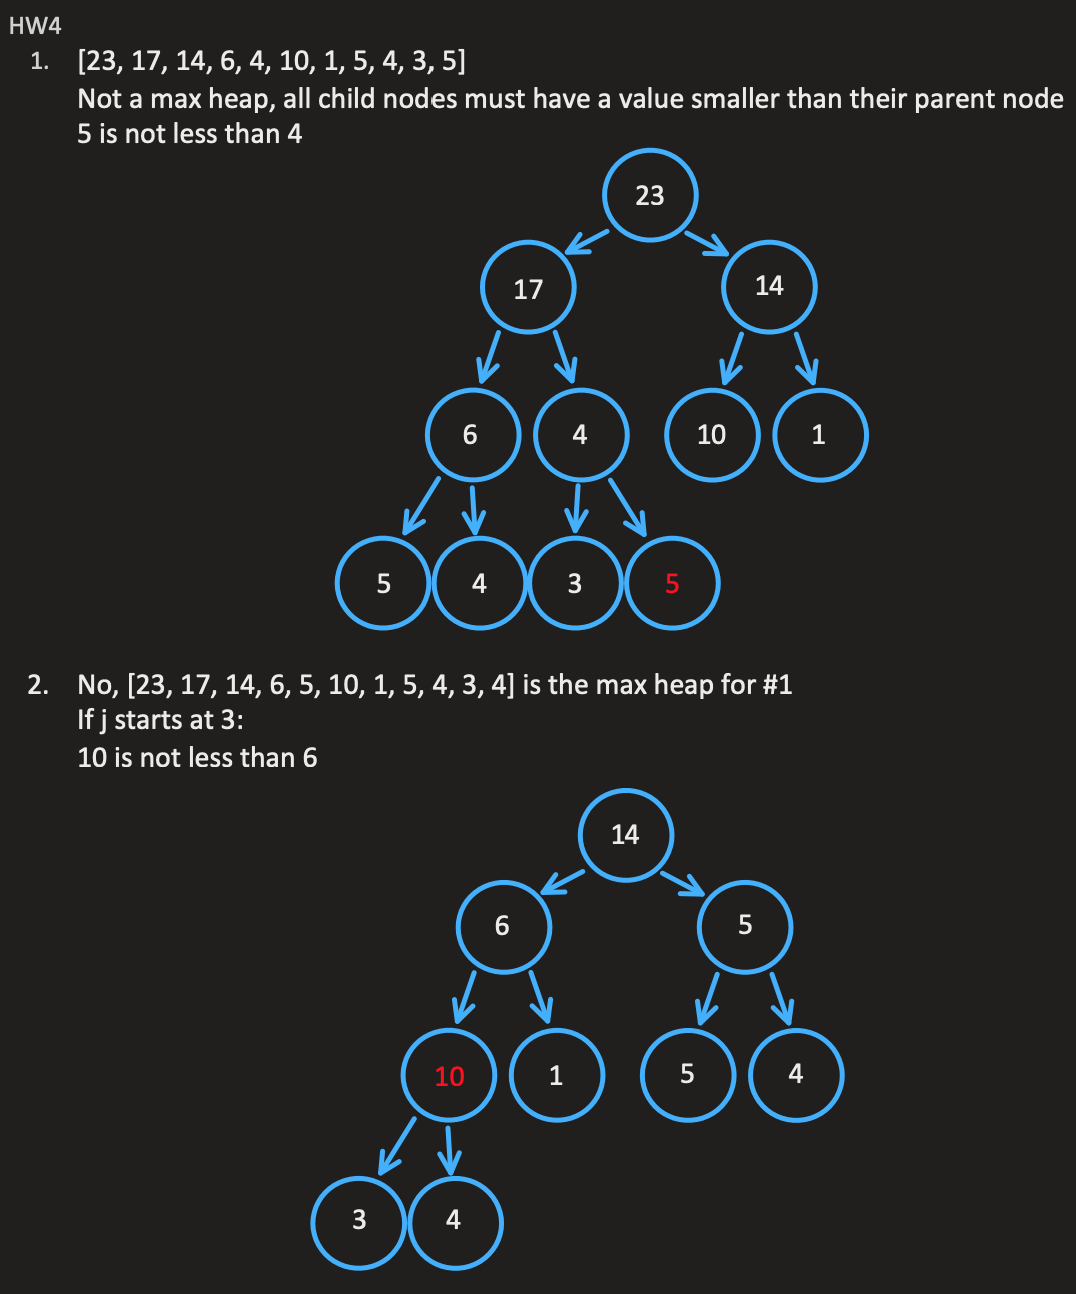 HW4
1. [23, 17, 14, 6, 4, 10, 1, 5, 4, 3, 5]
Not a max heap, all child nodes must have a value smaller than their parent node
5 is not less than 4
23
17 14
6 4 10 1
5 4 3 5
2. No, [23, 17, 14, 6, 5, 10, 1, 5, 4, 3, 4] is the max heap for #1
If j starts at 3:
10 is not less than 6
14
6 5
10 1 5 4
3 4